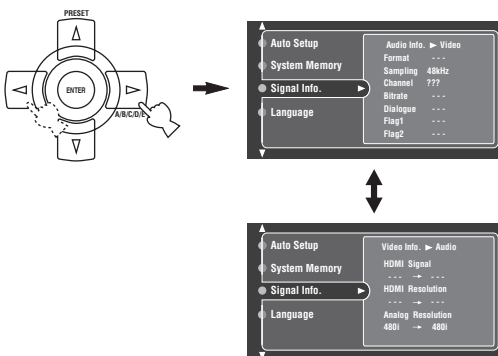 PRESET
ENTER
A/B/C/D/E
Auto Setup
System Memory
Signal Info.
Language
Audio Info. ▶ Video
Format - - -
Sampling 48kHz
Channel ???
Bitrate - - -
Dialogue - - -
Flag1 - - -
Flag2 - - -
Auto Setup
System Memory
Signal Info.
Language
Video Info. ▶ Audio
HDMI Signal
- - - → - - -
HDMI Resolution
- - - → - - -
Analog Resolution
480i → 480i